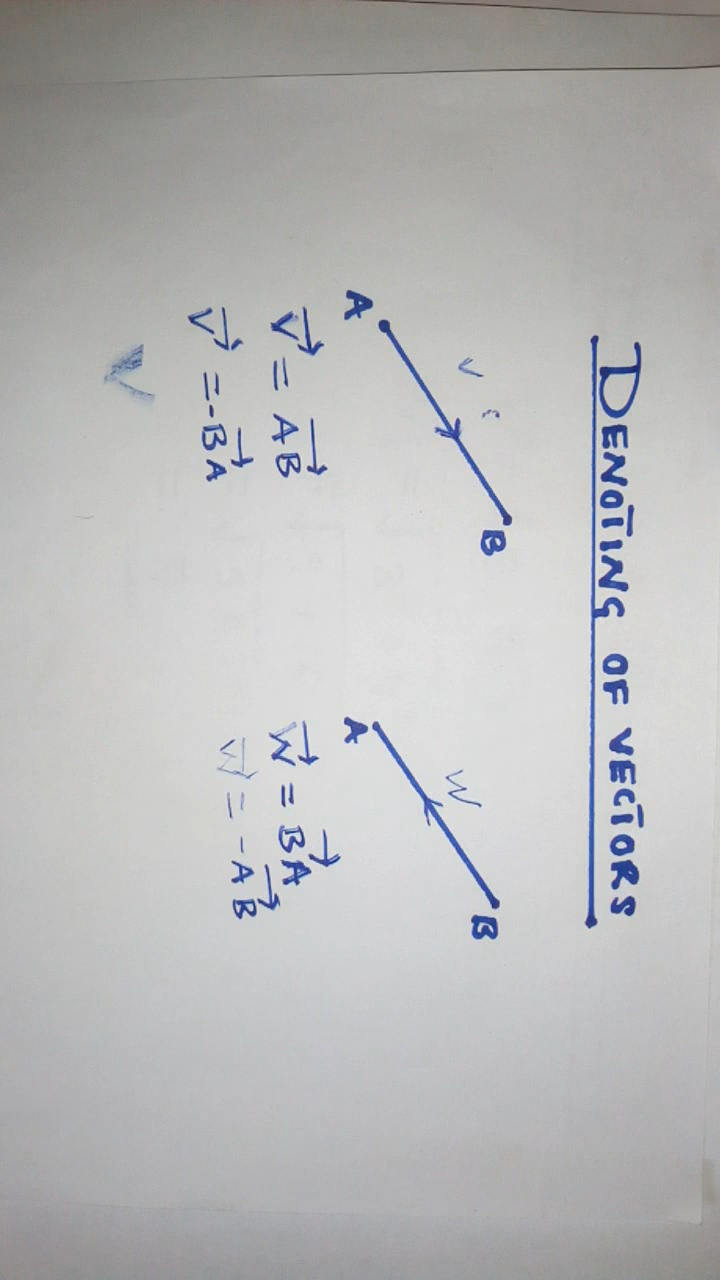 DENOTING OF VECTORS
V
B
A
V⃗ = AB⃗
V⃗ = -BA⃗
W
B
A
W⃗ = BA⃗
W⃗ = -AB⃗